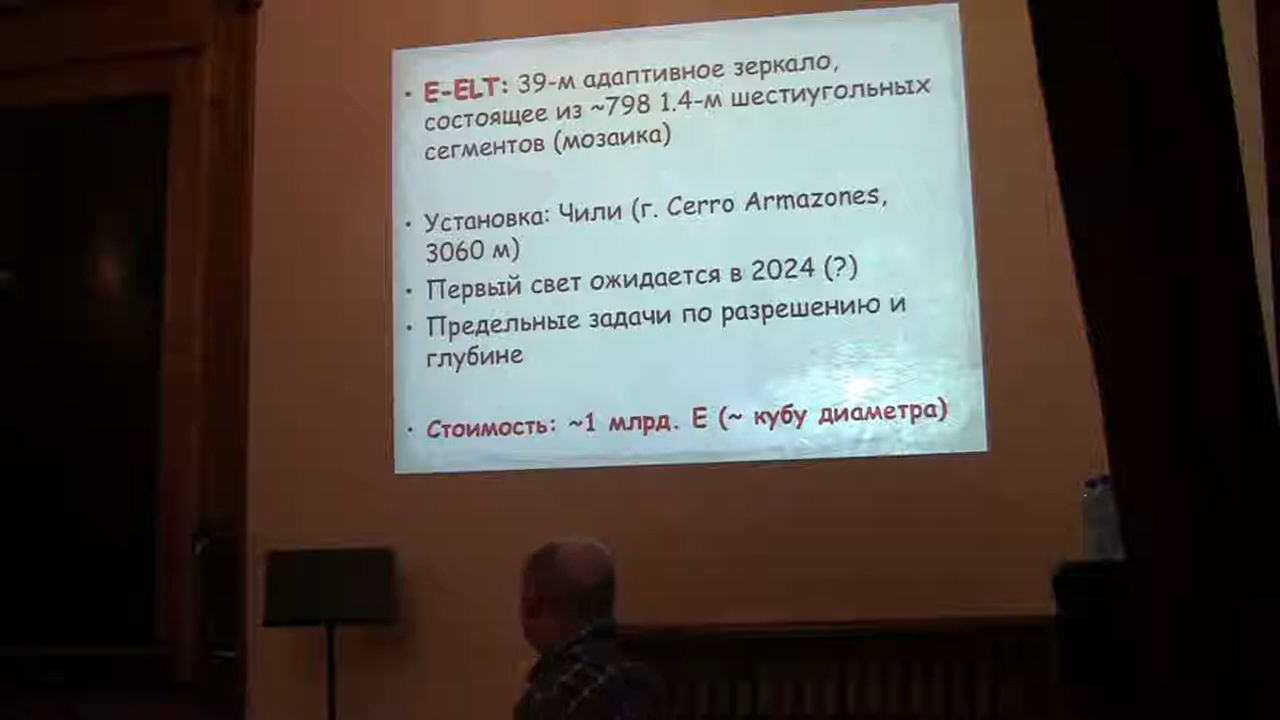 • E-ELT: 39-м адаптивное зеркало,
состоящее из ~798 1.4-м шестиугольных
сегментов (мозаика)
• Установка: Чили (г. Cerro Armazones,
3060 м)
• Первый свет ожидается в 2024 (?)
• Предельные задачи по разрешению и
глубине
• Стоимость: ~1 млрд. Е (~ кубу диаметра)